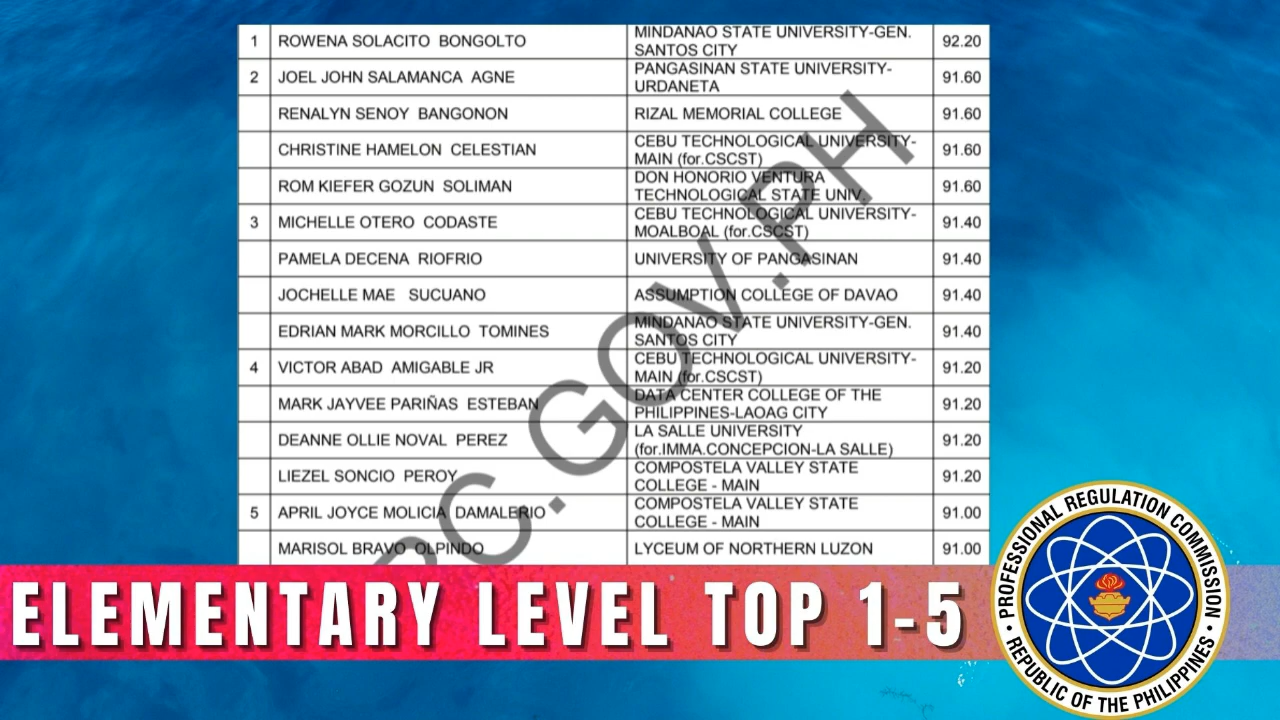 1 ROWENA SOLACITO BONGOLTO MINDANAO STATE UNIVERSITY-GEN. 92.20
SANTOS CITY
2 JOEL JOHN SALAMANCA AGNE PANGASINAN STATE UNIVERSITY- 91.60
URDANETA
RENALYN SENOY BANGONON RIZAL MEMORIAL COLLEGE 91.60
CHRISTINE HAMELON CELESTIAN CEBU TECHNOLOGICAL UNIVERSITY- 91.60
MAIN (for.CSCST)
ROM KIEFER GOZUN SOLIMAN DON HONORIO VENTURA 91.60
TECHNOLOGICAL STATE UNIV.
3 MICHELLE OTERO CODASTE CEBU TECHNOLOGICAL UNIVERSITY- 91.40
MOALBOAL (for.CSCST)
PAMELA DECENA RIOFRIO UNIVERSITY OF PANGASINAN 91.40
JOCHELLE MAE SUCUANO ASSUMPTION COLLEGE OF DAVAO 91.40
EDRIAN MARK MORCILLO TOMINES MINDANAO STATE UNIVERSITY-GEN. 91.40
SANTOS CITY
4 VICTOR ABAD AMIGABLE JR CEBU TECHNOLOGICAL UNIVERSITY- 91.20
MAIN (for.CSCST)
MARK JAYVEE PARIÑAS ESTEBAN DATA CENTER COLLEGE OF THE 91.20
PHILIPPINES-LAOAG CITY
DEANNE OLLIE NOVAL PEREZ LA SALLE UNIVERSITY 91.20
(for.IMMA.CONCEPCION-LA SALLE)
LIEZEL SONCIO PEROY COMPOSTELA VALLEY STATE 91.20
COLLEGE - MAIN
5 APRIL JOYCE MOLICIA DAMALERIO COMPOSTELA VALLEY STATE 91.00
COLLEGE - MAIN
MARISOL BRAVO OLPINDO LYCEUM OF NORTHERN LUZON 91.00
RC.GOV.PH
ELEMENTARY LEVEL TOP 1-5
PROFESSIONAL REGULATION COMMISSION
REPUBLIC OF THE PHILIPPINES